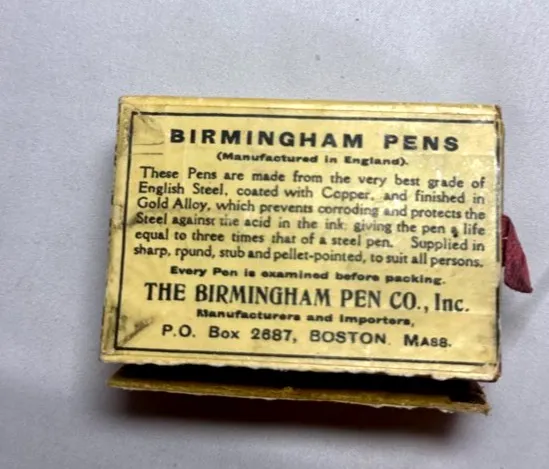 BIRMINGHAM PENS
(Manufactured in England).
These Pens are made from the very best grade of
English Steel, coated with Copper, and finished in
Gold Alloy, which prevents corroding and protects the
Steel against the acid in the ink, giving the pen a life
equal to three times that of a steel pen. Supplied in
sharp, round, stub and pellet-pointed, to suit all persons.
Every Pen is examined before packing.
THE BIRMINGHAM PEN CO., Inc.
Manufacturers and Importers,
P.O. Box 2687, BOSTON. MASS.